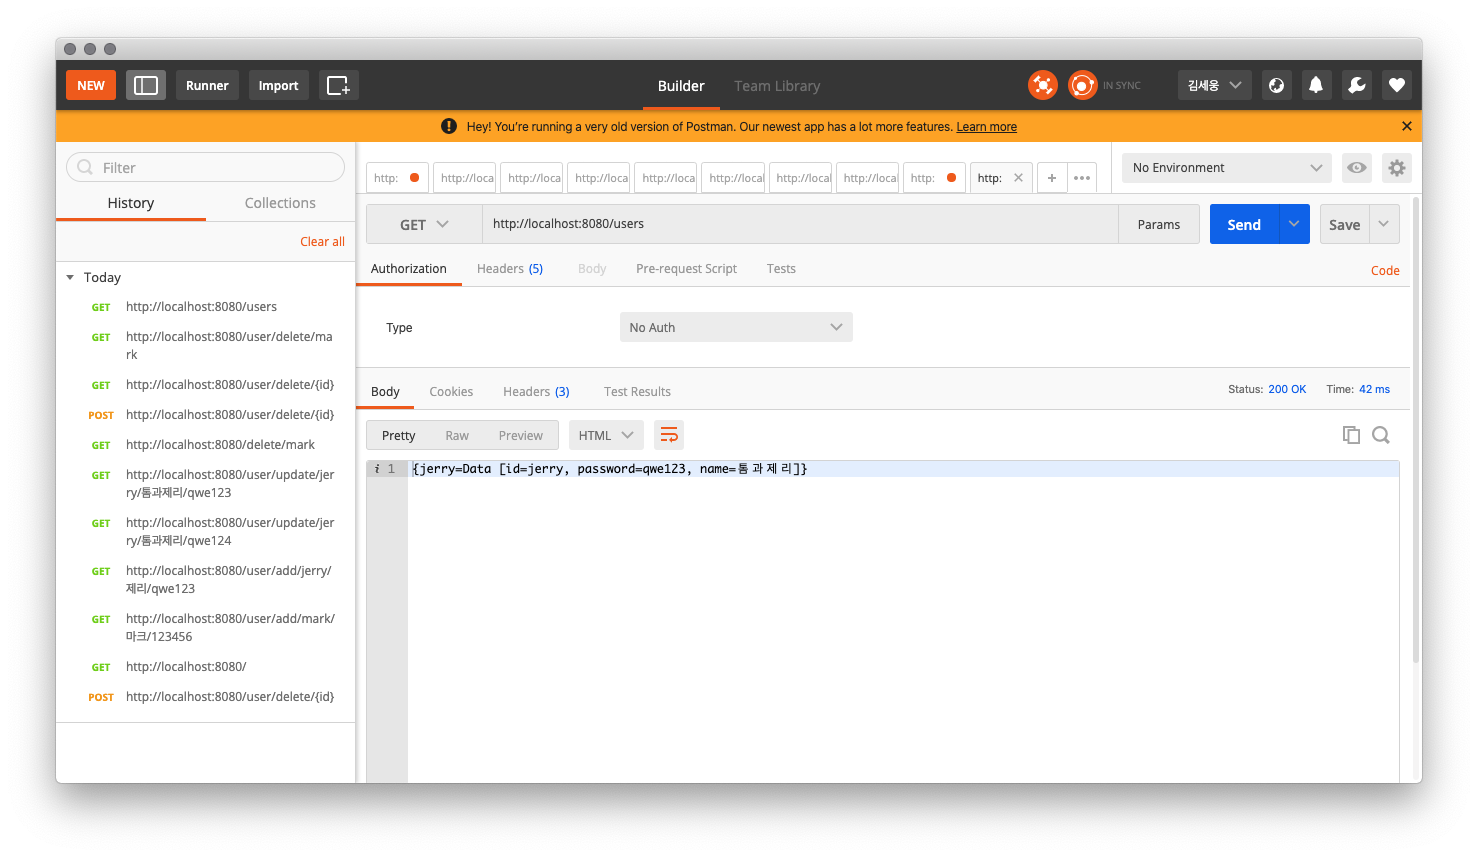 NEW
Runner
Import
Builder
Team Library
IN SYNC
김세웅
Hey! You're running a very old version of Postman. Our newest app has a lot more features. Learn more
Filter
History
Collections
Clear all
Today
GET http://localhost:8080/users
GET http://localhost:8080/user/delete/ma
rk
GET http://localhost:8080/user/delete/{id}
POST http://localhost:8080/user/delete/{id}
GET http://localhost:8080/delete/mark
GET http://localhost:8080/user/update/jer
ry/톰과제리/qwe123
GET http://localhost:8080/user/update/jer
ry/톰과제리/qwe124
GET http://localhost:8080/user/add/jerry/
제리/qwe123
GET http://localhost:8080/user/add/mark/
마크/123456
GET http://localhost:8080/
POST http://localhost:8080/user/delete/{id}
http: http://loca http://loca http://loca http://loca http://local http://local http://local http: http:
No Environment
GET http://localhost:8080/users
Params
Send
Save
Authorization Headers (5) Body Pre-request Script Tests
Code
Type No Auth
Body Cookies Headers (3) Test Results
Status: 200 OK Time: 42 ms
Pretty Raw Preview HTML
i 1 {jerry=Data [id=jerry, password=qwe123, name=톰과제리]}